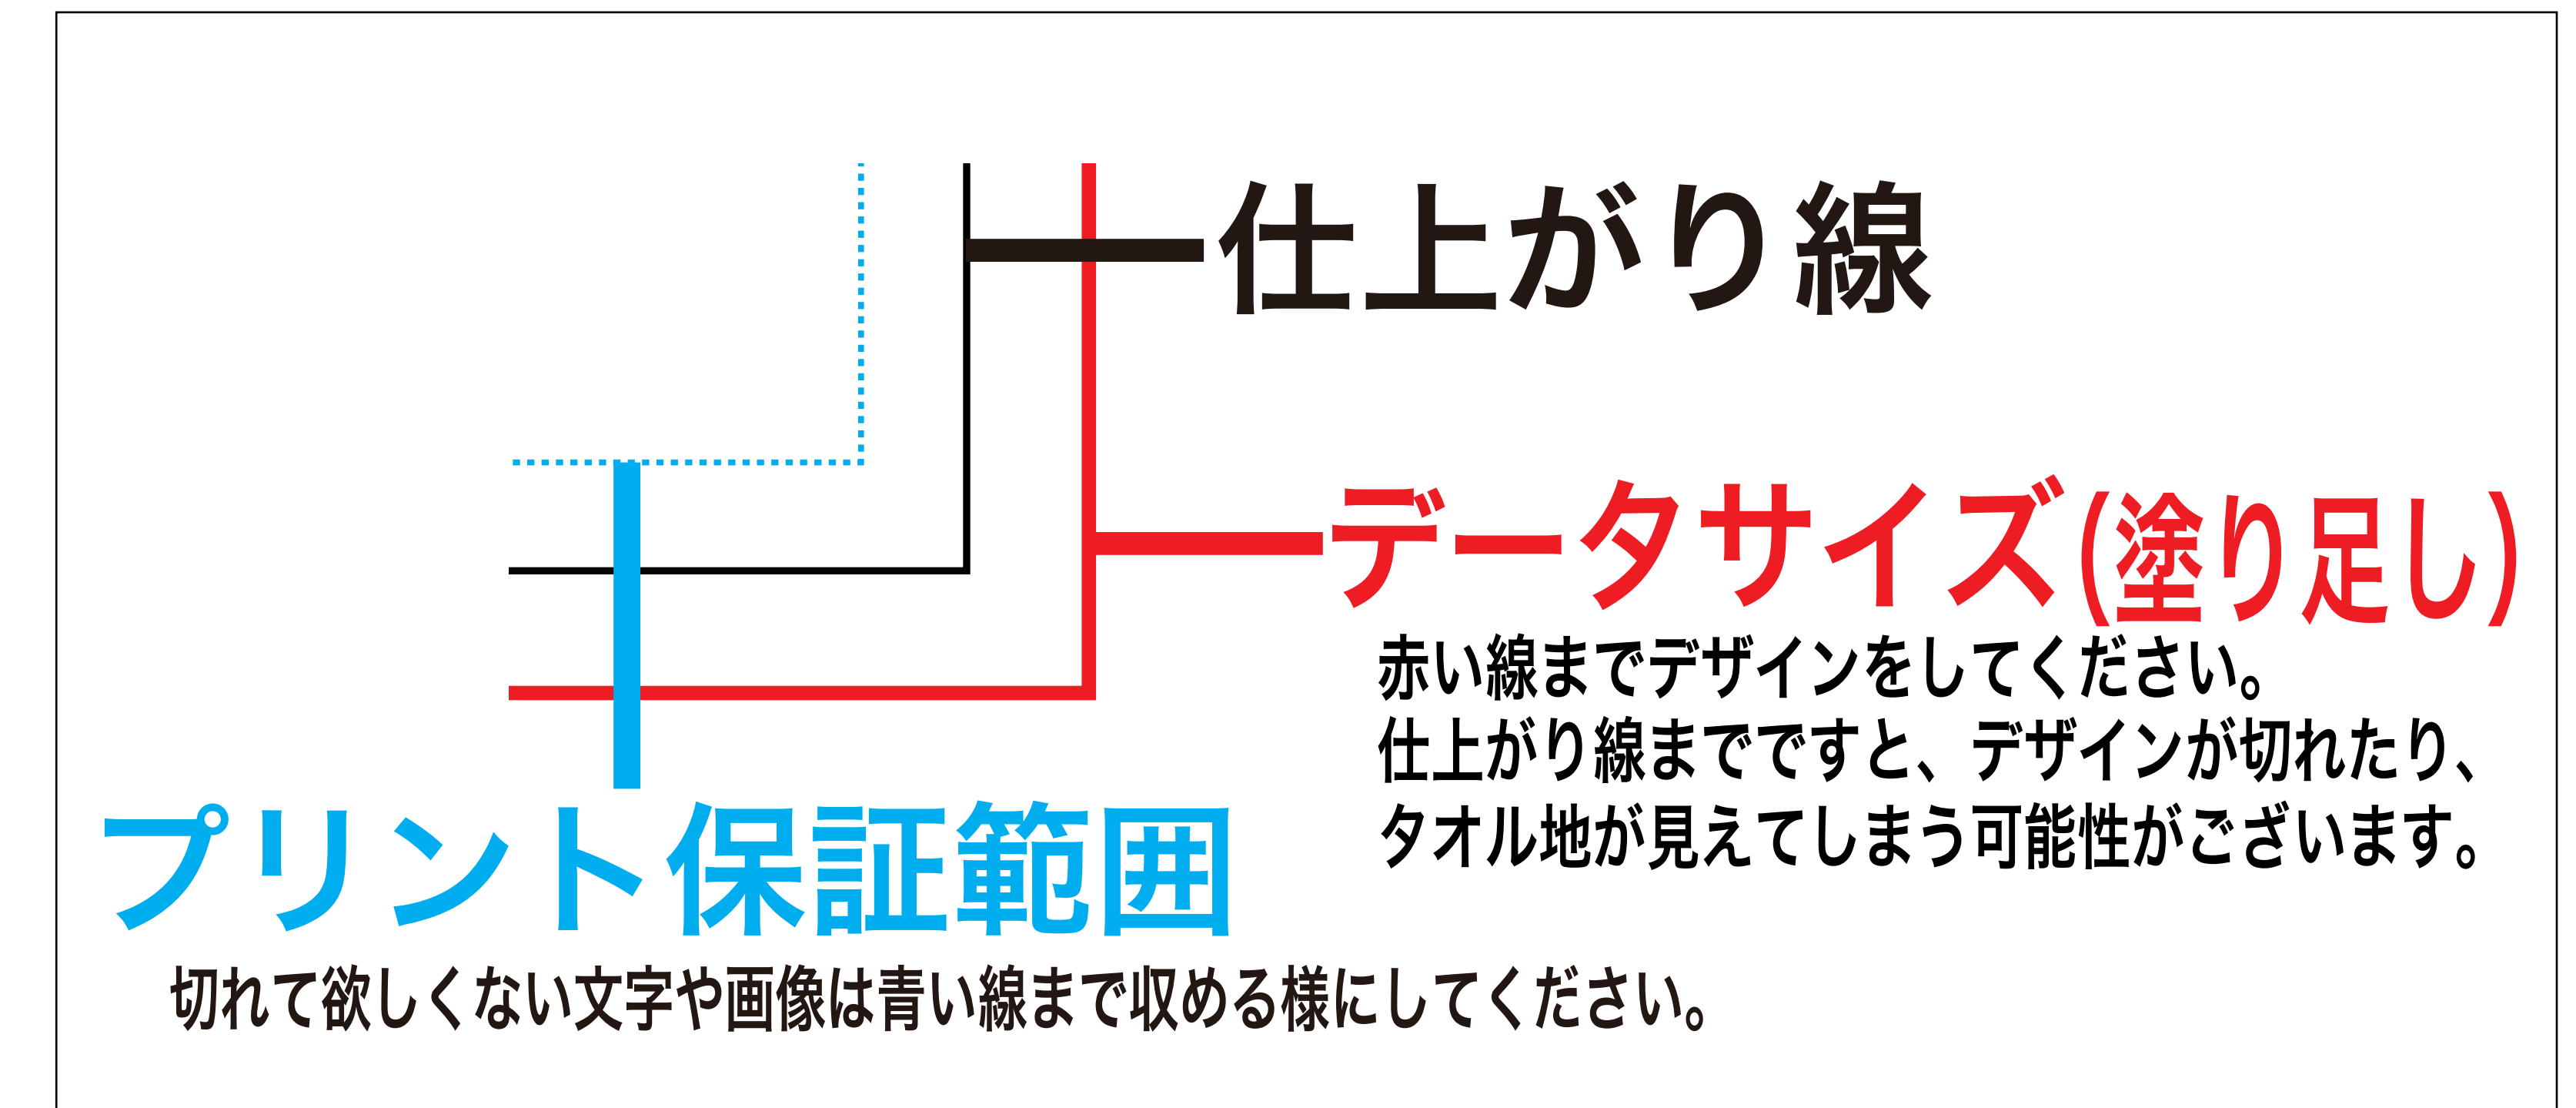 仕上がり線
データサイズ(塗り足し)
赤い線までデザインをしてください。
仕上がり線までですと、デザインが切れたり、
タオル地が見えてしまう可能性がございます。
プリント保証範囲
切れて欲しくない文字や画像は青い線まで収める様にしてください。